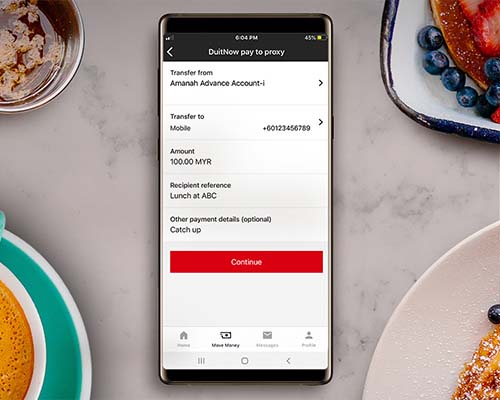 6:04 PM
45%
DuitNow pay to proxy
Transfer from
Amanah Advance Account-i
Transfer to
Mobile +60123456789
Amount
100.00 MYR
Recipient reference
Lunch at ABC
Other payment details (optional)
Catch up
Continue
Home Move Money Messages Profile